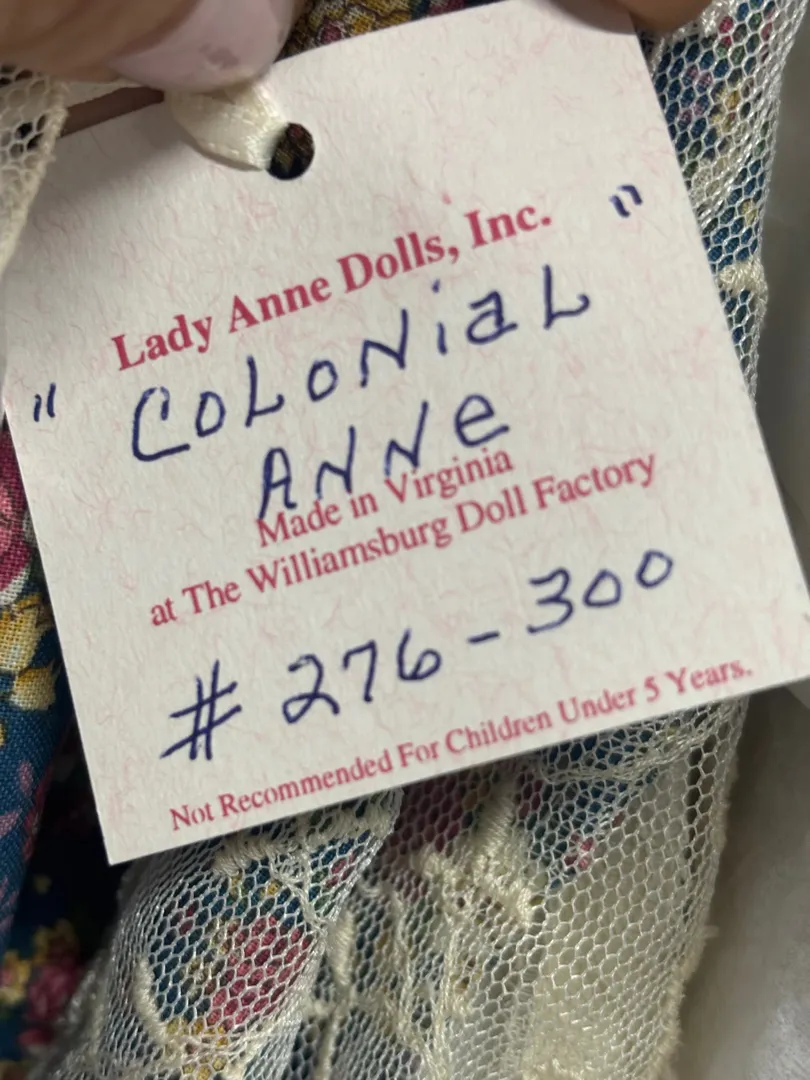 Lady Anne Dolls, Inc.
"COLONiaL
ANNe"
Made in Virginia
at The Williamsburg Doll Factory
# 276-300
Not Recommended For Children Under 5 Years.